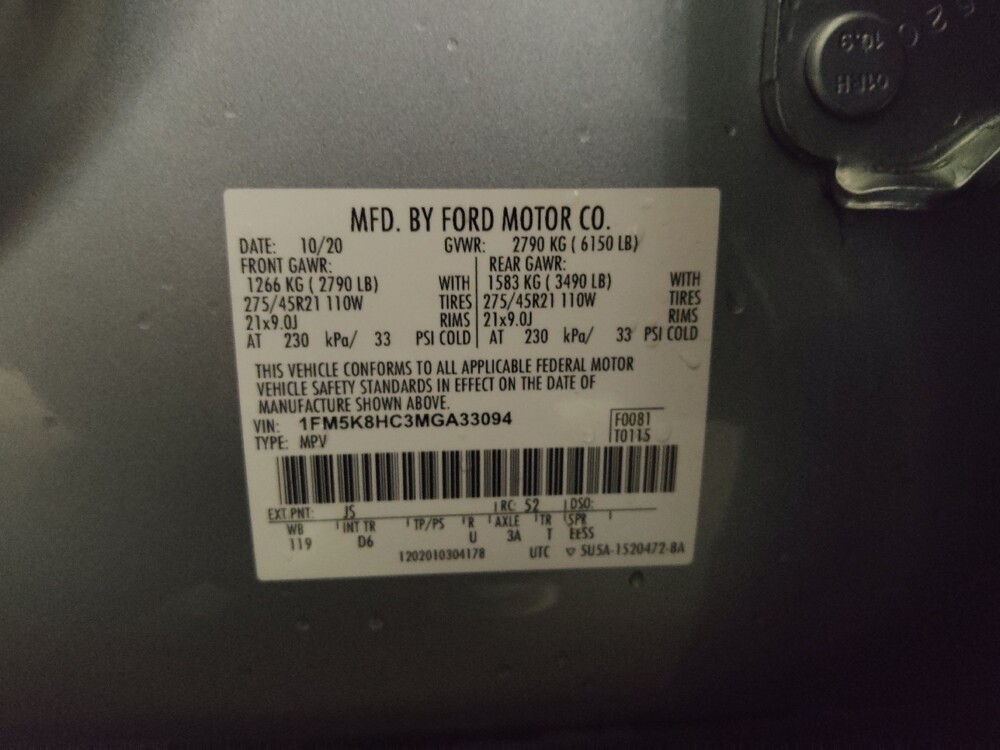 520
10.9
01FH
MFD. BY FORD MOTOR CO.
DATE: 10/20 GVWR: 2790 KG ( 6150 LB)
FRONT GAWR: REAR GAWR:
1266 KG ( 2790 LB) WITH 1583 KG ( 3490 LB) WITH
275/45R21 110W TIRES 275/45R21 110W TIRES
21x9.0J RIMS 21x9.0J RIMS
AT 230 kPa/ 33 PSI COLD AT 230 kPa/ 33 PSI COLD
THIS VEHICLE CONFORMS TO ALL APPLICABLE FEDERAL MOTOR
VEHICLE SAFETY STANDARDS IN EFFECT ON THE DATE OF
MANUFACTURE SHOWN ABOVE.
VIN: 1FM5K8HC3MGA33094 F0081
TYPE: MPV T0115
EXT PNT: JS RC: 52 DSO:
WB INT TR TP/PS R AXLE TR SPR
119 D6 U 3A T EESS
1202010304178 UTC ▽ 5U5A-1520472-BA